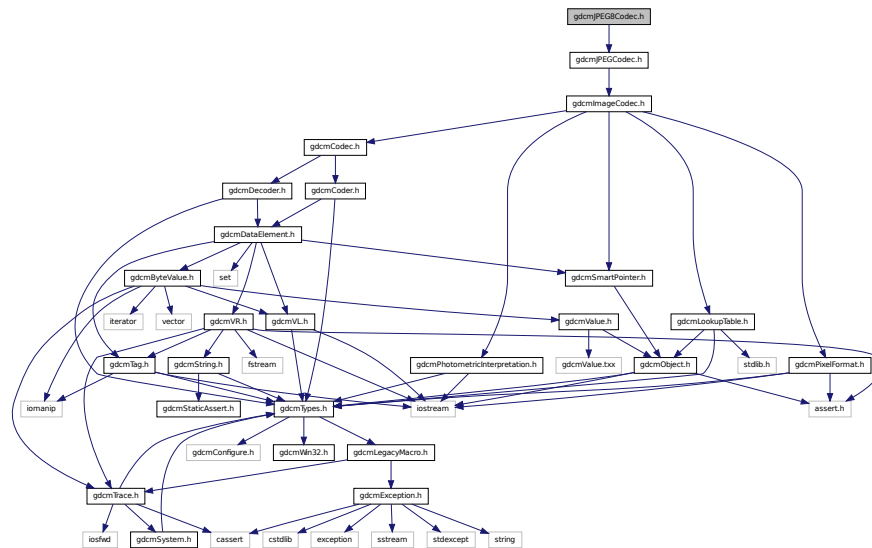 gdcmJPEG8Codec.h
gdcmJPEGCodec.h
gdcmImageCodec.h
gdcmCodec.h
gdcmDecoder.h
gdcmCoder.h
gdcmDataElement.h
gdcmByteValue.h
set
gdcmSmartPointer.h
iterator
vector
gdcmVR.h
gdcmVL.h
gdcmValue.h
gdcmLookupTable.h
gdcmTag.h
gdcmString.h
fstream
gdcmPhotometricInterpretation.h
gdcmValue.txx
gdcmObject.h
stdlib.h
gdcmPixelFormat.h
iomanip
gdcmStaticAssert.h
gdcmTypes.h
iostream
assert.h
gdcmConfigure.h
gdcmWin32.h
gdcmLegacyMacro.h
gdcmTrace.h
gdcmException.h
iosfwd
gdcmSystem.h
cassert
cstdlib
exception
sstream
stdexcept
string